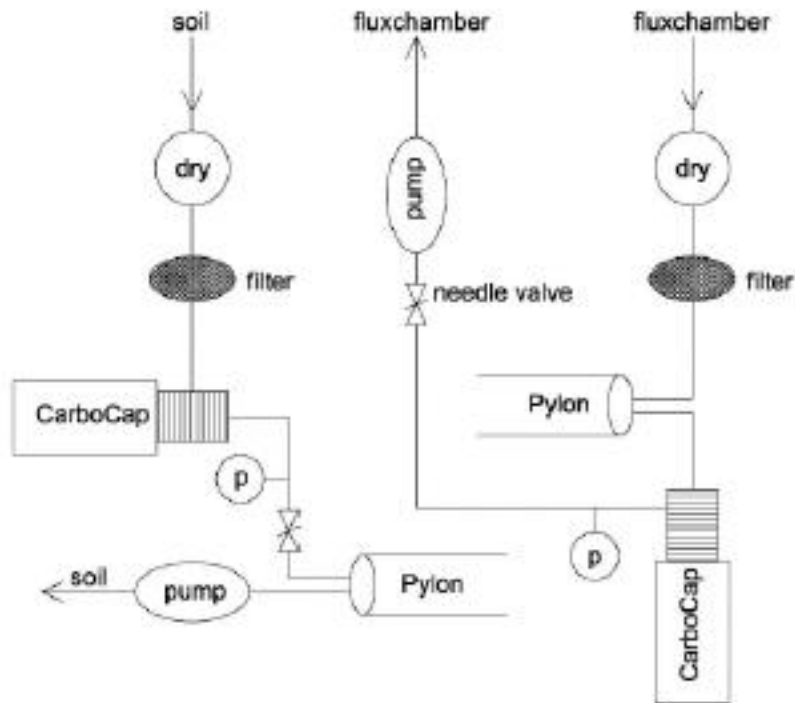 soil
fluxchamber
fluxchamber
dry
pump
dry
filter
needle valve
filter
CarboCap
Pylon
p
p
soil
pump
Pylon
CarboCap